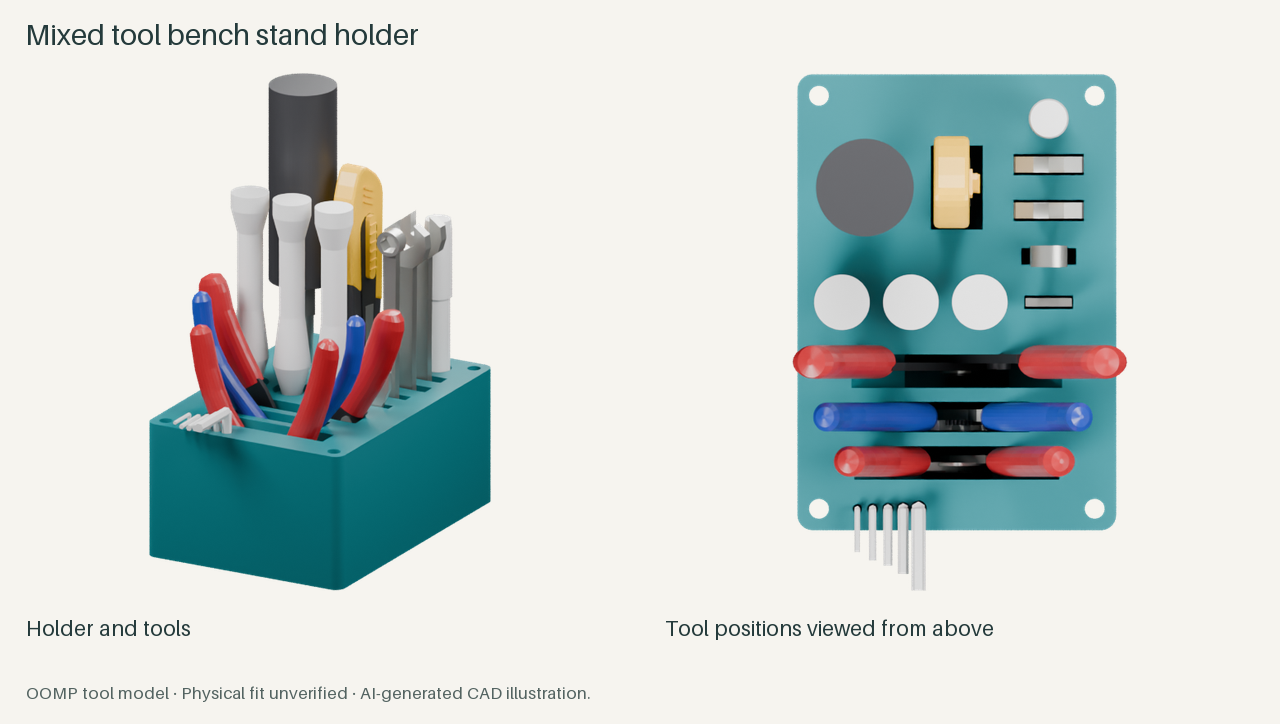 Mixed tool bench stand holder
Holder and tools
Tool positions viewed from above
OOMP tool model · Physical fit unverified · AI-generated CAD illustration.